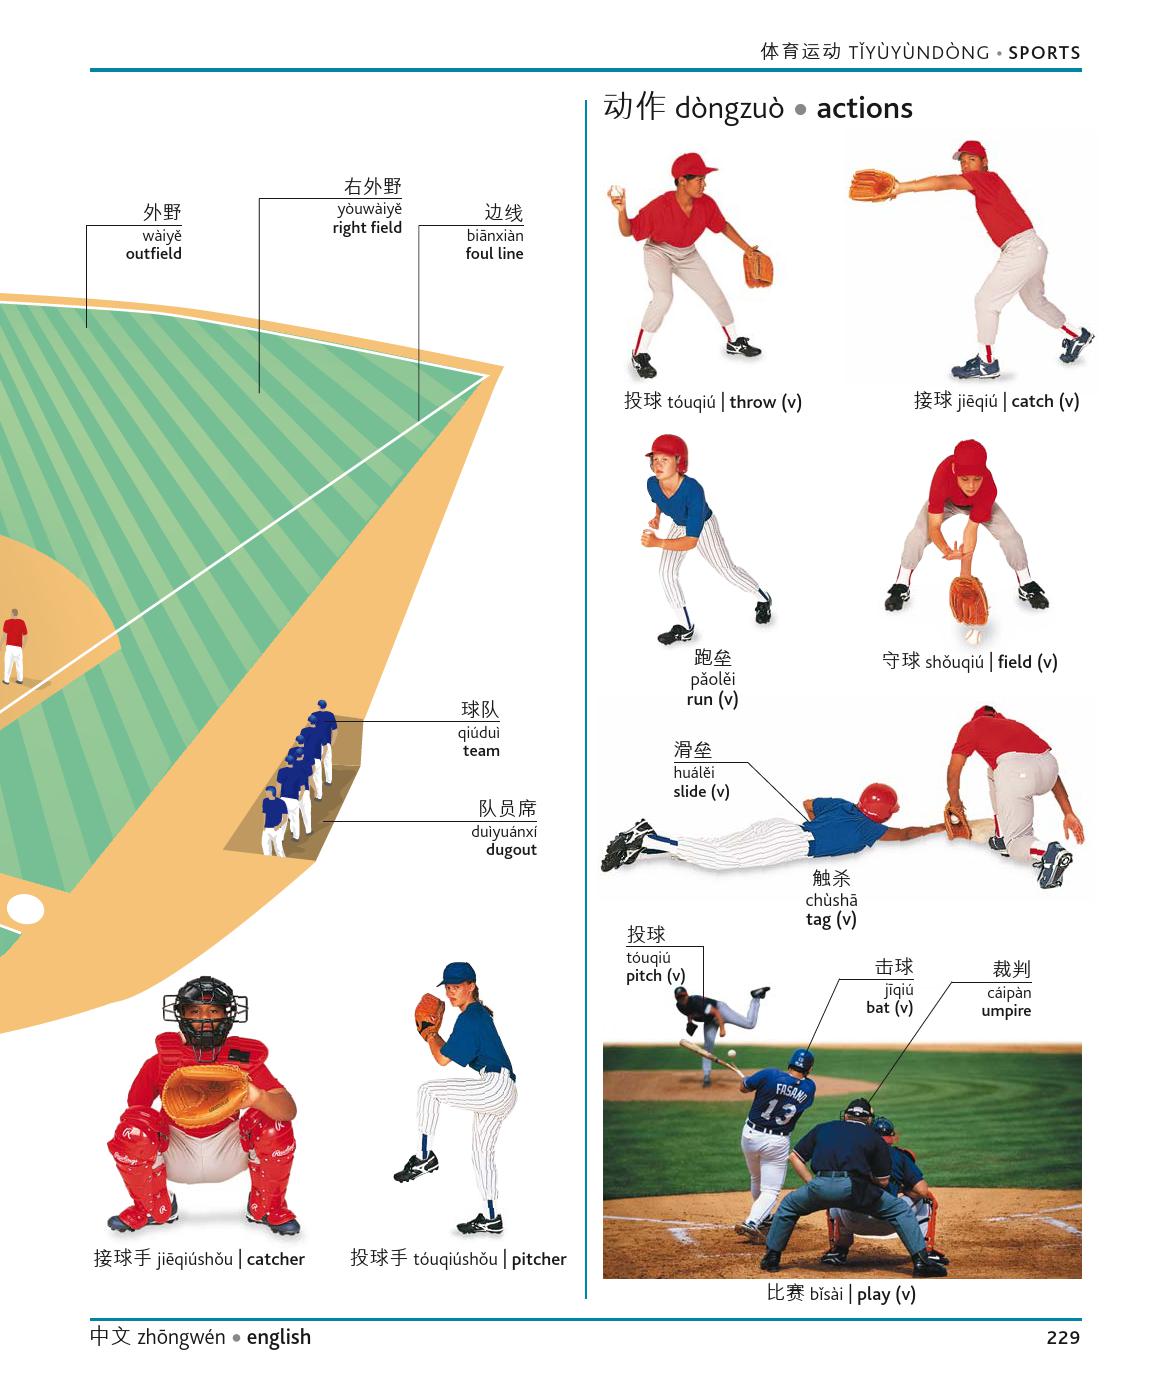 体育运动 TǏYÙYÙNDÒNG • SPORTS
外野
wàiyě
outfield
右外野
yòuwàiyě
right field
边线
biānxiàn
foul line
球队
qiúduì
team
队员席
duìyuánxí
dugout
接球手 jiēqiúshǒu | catcher
投球手 tóuqiúshǒu | pitcher
动作 dòngzuò • actions
投球 tóuqiú | throw (v)
接球 jiēqiú | catch (v)
跑垒
pǎolěi
run (v)
守球 shǒuqiú | field (v)
滑垒
huálěi
slide (v)
触杀
chùshā
tag (v)
投球
tóuqiú
pitch (v)
击球
jīqiú
bat (v)
裁判
cáipàn
umpire
FASANO
13
比赛 bǐsài | play (v)
中文 zhōngwén • english
229